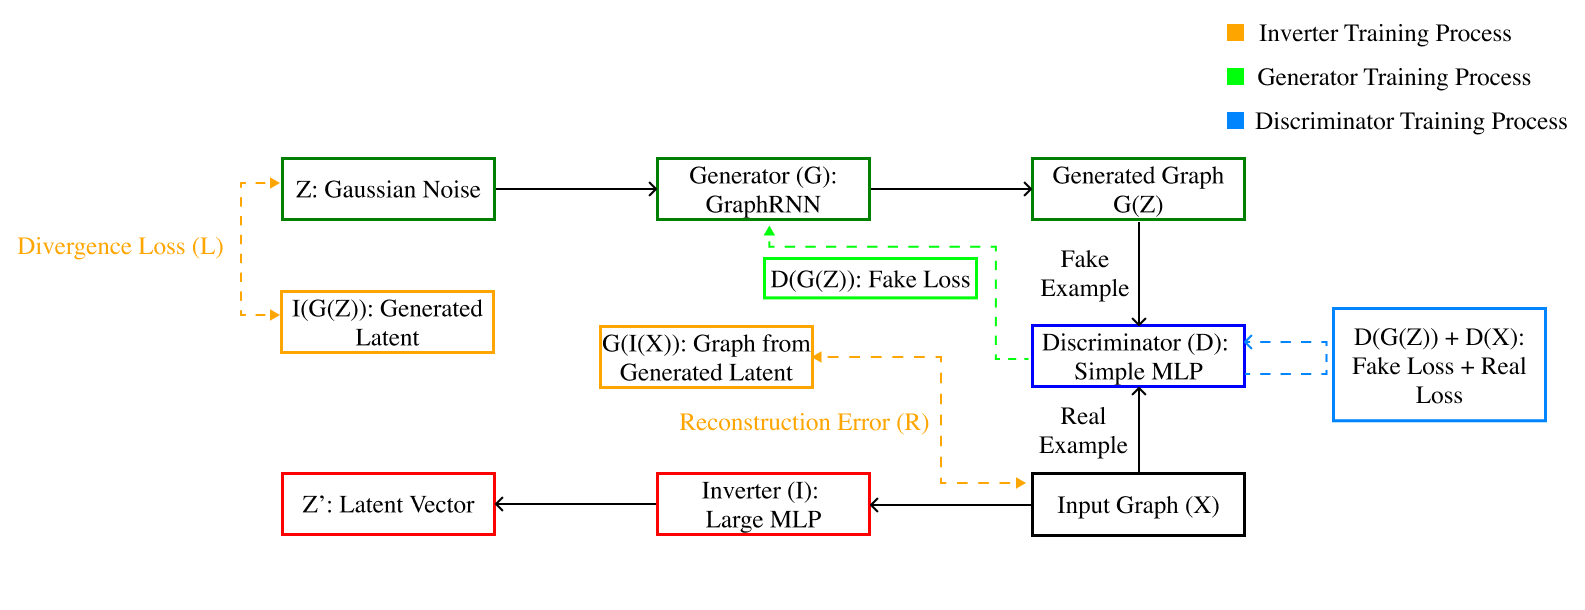 Inverter Training Process
Generator Training Process
Discriminator Training Process
Z: Gaussian Noise
Generator (G):
GraphRNN
Generated Graph
G(Z)
Divergence Loss (L)
Fake
Example
D(G(Z)): Fake Loss
I(G(Z)): Generated
Latent
G(I(X)): Graph from
Generated Latent
Discriminator (D):
Simple MLP
D(G(Z)) + D(X):
Fake Loss + Real
Loss
Reconstruction Error (R)
Real
Example
Z’: Latent Vector
Inverter (I):
Large MLP
Input Graph (X)